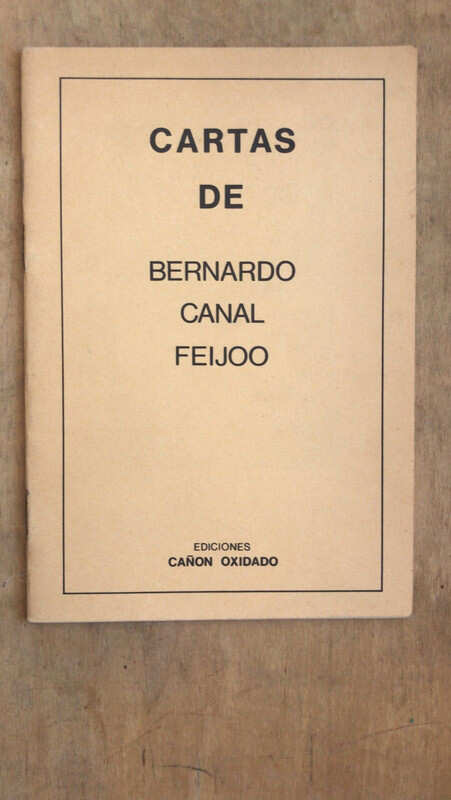 CARTAS
DE
BERNARDO
CANAL
FEIJOO
EDICIONES
CAÑON OXIDADO